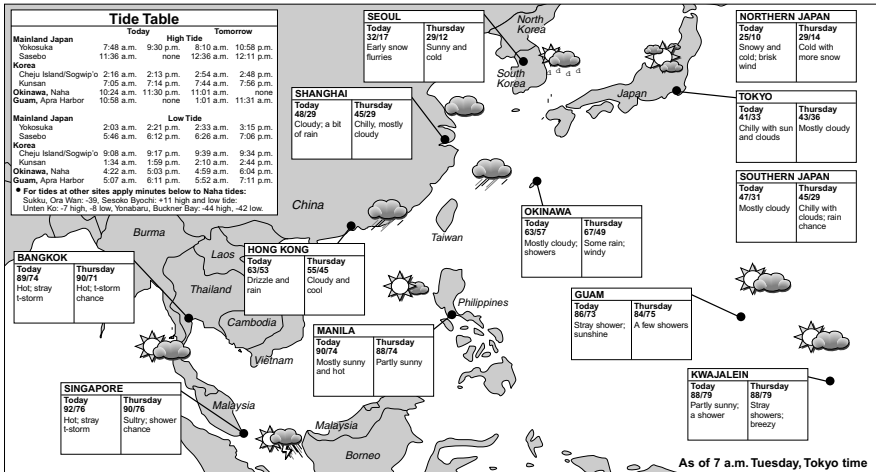 Tide Table
Today Tomorrow
Mainland Japan High Tide
Yokosuka 7:48 a.m. 9:30 p.m. 8:10 a.m. 10:58 p.m.
Sasebo 11:36 a.m. none 12:36 a.m. 12:11 p.m.
Korea
Cheju Island/Sogwip'o 2:16 a.m. 2:13 p.m. 2:54 a.m. 2:48 p.m.
Kunsan 7:05 a.m. 7:14 p.m. 7:44 a.m. 7:56 p.m.
Okinawa, Naha 10:24 a.m. 11:30 p.m. 11:01 a.m. none
Guam, Apra Harbor 10:58 a.m. none 1:01 a.m. 11:31 a.m.
Mainland Japan Low Tide
Yokosuka 2:03 a.m. 2:21 p.m. 2:33 a.m. 3:15 p.m.
Sasebo 5:46 a.m. 6:12 p.m. 6:26 a.m. 7:06 p.m.
Korea
Cheju Island/Sogwip'o 9:08 a.m. 9:17 p.m. 9:39 a.m. 9:34 p.m.
Kunsan 1:34 a.m. 1:59 p.m. 2:10 a.m. 2:44 p.m.
Okinawa, Naha 4:22 a.m. 5:03 p.m. 4:59 a.m. 6:04 p.m.
Guam, Apra Harbor 5:07 a.m. 6:11 p.m. 5:52 a.m. 7:11 p.m.
• For tides at other sites apply minutes below to Naha tides:
Sukku, Ora Wan: -39, Sesoko Byochi: +11 high and low tide:
Unten Ko: -7 high, -8 low, Yonabaru, Buckner Bay: -44 high, -42 low.
SEOUL
Today Thursday
32/17 29/12
Early snow Sunny and
flurries cold
North
Korea
South
Korea
NORTHERN JAPAN
Today Thursday
25/10 29/14
Snowy and Cold with
cold; brisk more snow
wind
Japan
TOKYO
Today Thursday
41/33 43/36
Chilly with sun Mostly cloudy
and clouds
SHANGHAI
Today Thursday
48/29 45/29
Cloudy; a bit Chilly, mostly
of rain cloudy
SOUTHERN JAPAN
Today Thursday
47/31 45/29
Mostly cloudy Chilly with
clouds; rain
chance
China
Taiwan
OKINAWA
Today Thursday
63/57 67/49
Mostly cloudy; Some rain;
showers windy
Burma
Laos
Thailand
Cambodia
Vietnam
HONG KONG
Today Thursday
63/53 55/45
Drizzle and Cloudy and
rain cool
BANGKOK
Today Thursday
89/74 90/71
Hot; stray Hot; t-storm
t-storm chance
Philippines
GUAM
Today Thursday
86/73 84/75
Stray shower; A few showers
sunshine
MANILA
Today Thursday
90/74 88/74
Mostly sunny Partly sunny
and hot
KWAJALEIN
Today Thursday
88/79 88/79
Partly sunny; Stray
a shower showers;
breezy
SINGAPORE
Today Thursday
92/76 90/76
Hot; stray Sultry; shower
t-storm chance
Malaysia
Malaysia
Borneo
As of 7 a.m. Tuesday, Tokyo time